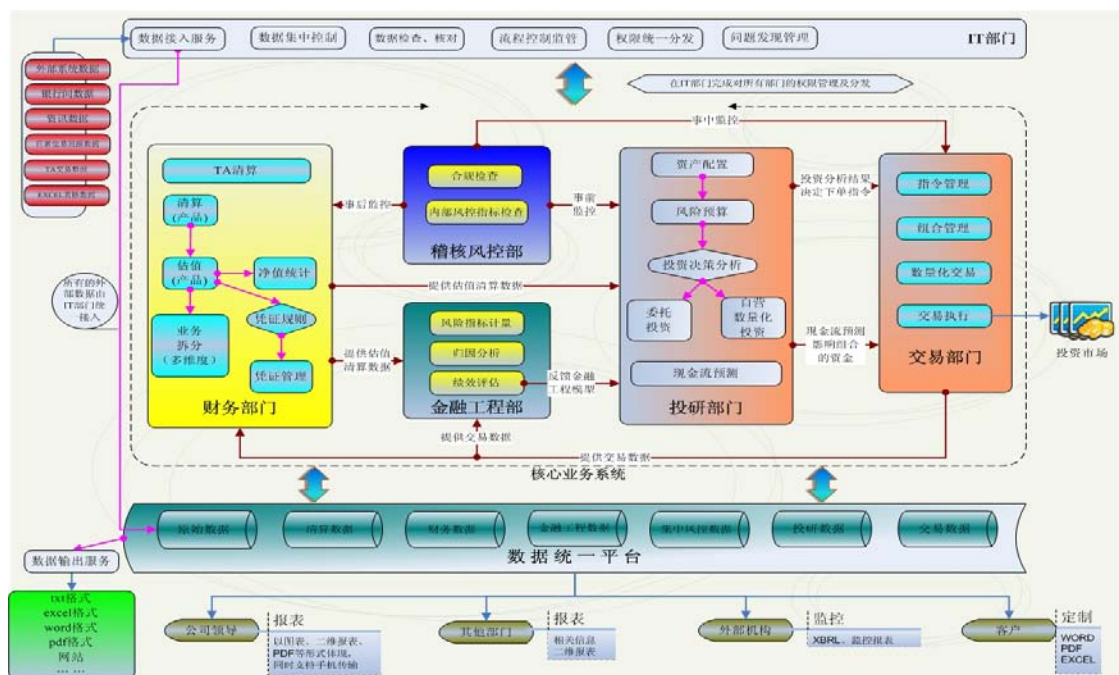 数据接入服务
数据集中控制
数据检查、核对
流程控制监管
权限统一分发
问题发现管理
IT部门
外部系统数据
银行间数据
资讯数据
TA交易数据
EXCEL表格数据
在IT部门完成对所有部门的权限管理及分发
事中监控
TA清算
清算
(产品)
估值
(产品)
净值统计
凭证规则
业务
拆分
(多维度)
凭证管理
财务部门
事后监控
合规检查
内部风控指标检查
稽核风控部
事前
监控
资产配置
风险预算
投资决策分析
委托
投资
自营
数量化
投资
现金流预测
投研部门
投资分析结果
决定下单指令
指令管理
组合管理
数量化交易
交易执行
交易部门
投资市场
所有的外
部数据由
IT部门统
接入
提供估值清算数据
提供估值
清算数据
风险指标计量
归因分析
绩效评估
金融工程部
反馈金融
工程模型
现金流预测
影响组合
的资金
提供交易数据
提供交易数据
核心业务系统
原始数据
清算数据
财务数据
金融工程数据
集中风控数据
投研数据
交易数据
数据统一平台
数据输出服务
txt格式
excel格式
word格式
pdf格式
网站
... ...
公司领导
报表
以图表、二维报表、
PDF等形式体现，
同时支持手机传输
其他部门
报表
相关信息
二维报表
外部机构
监控
XBRL、监控报表
客户
定制
WORD
PDF
EXCEL